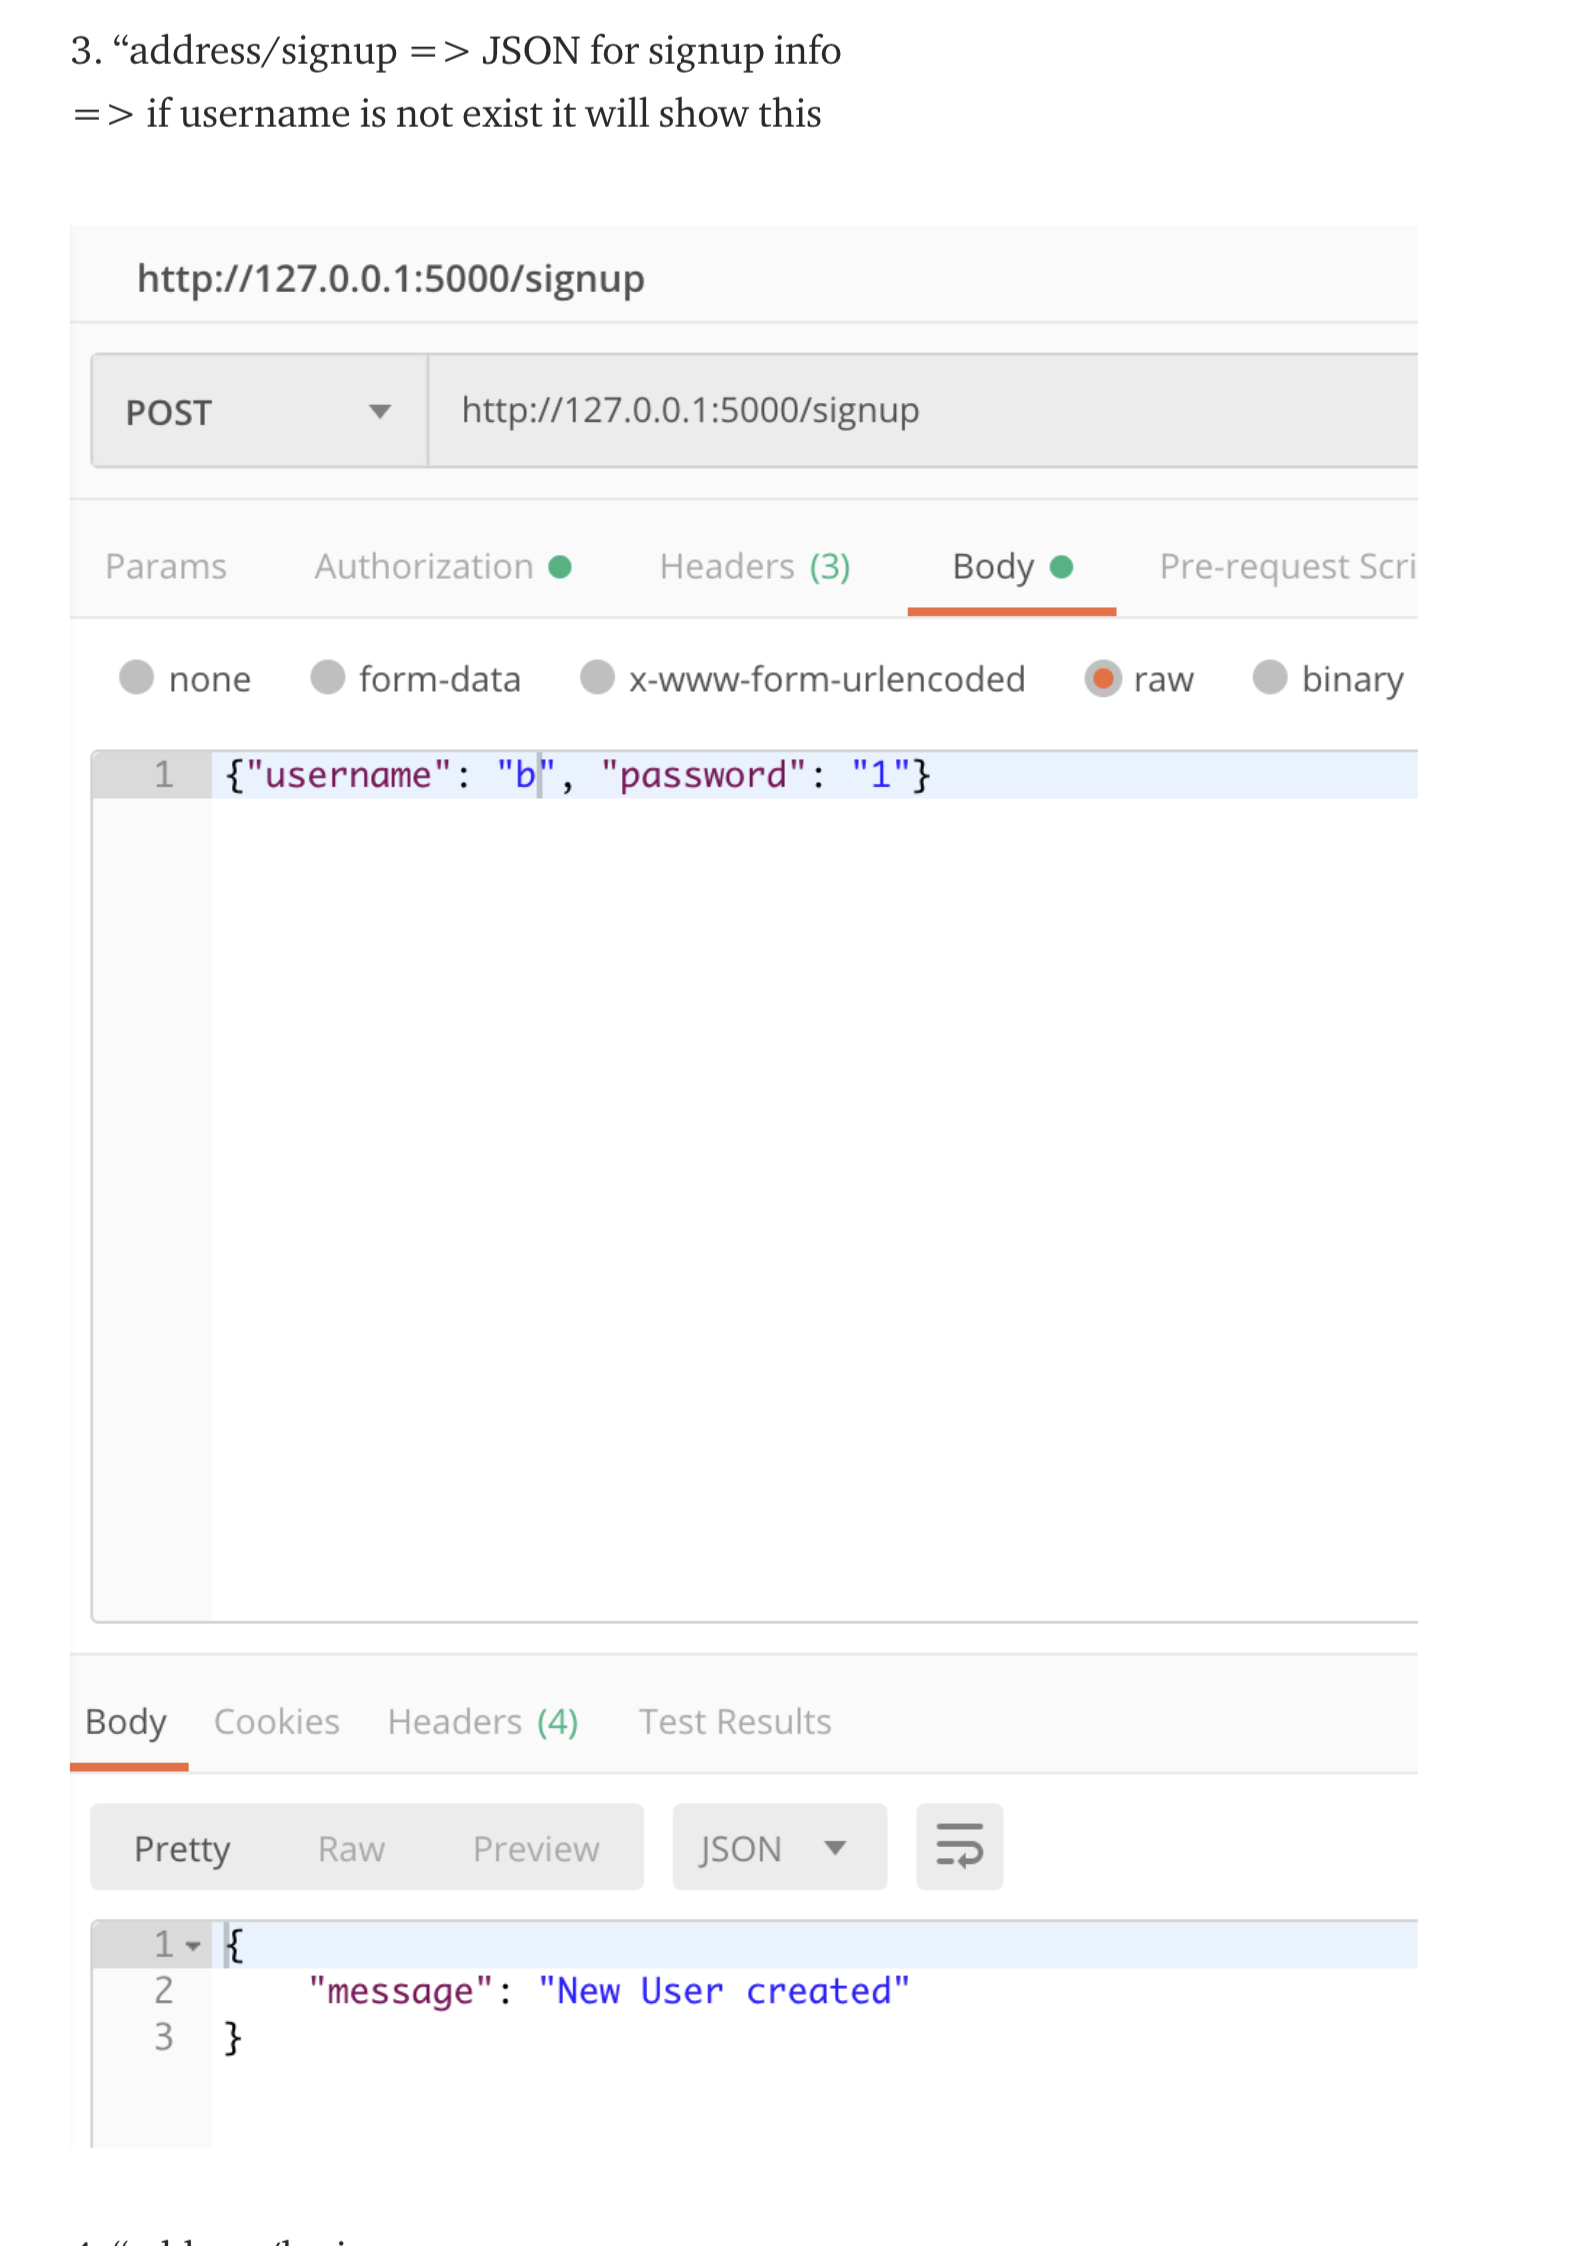 3. “address/signup => JSON for signup info
=> if username is not exist it will show this
http://127.0.0.1:5000/signup
POST http://127.0.0.1:5000/signup
Params Authorization Headers (3) Body Pre-request Scri
none form-data x-www-form-urlencoded raw binary
1 {"username": "b", "password": "1"}
Body Cookies Headers (4) Test Results
Pretty Raw Preview JSON
1 {
2 "message": "New User created"
3 }